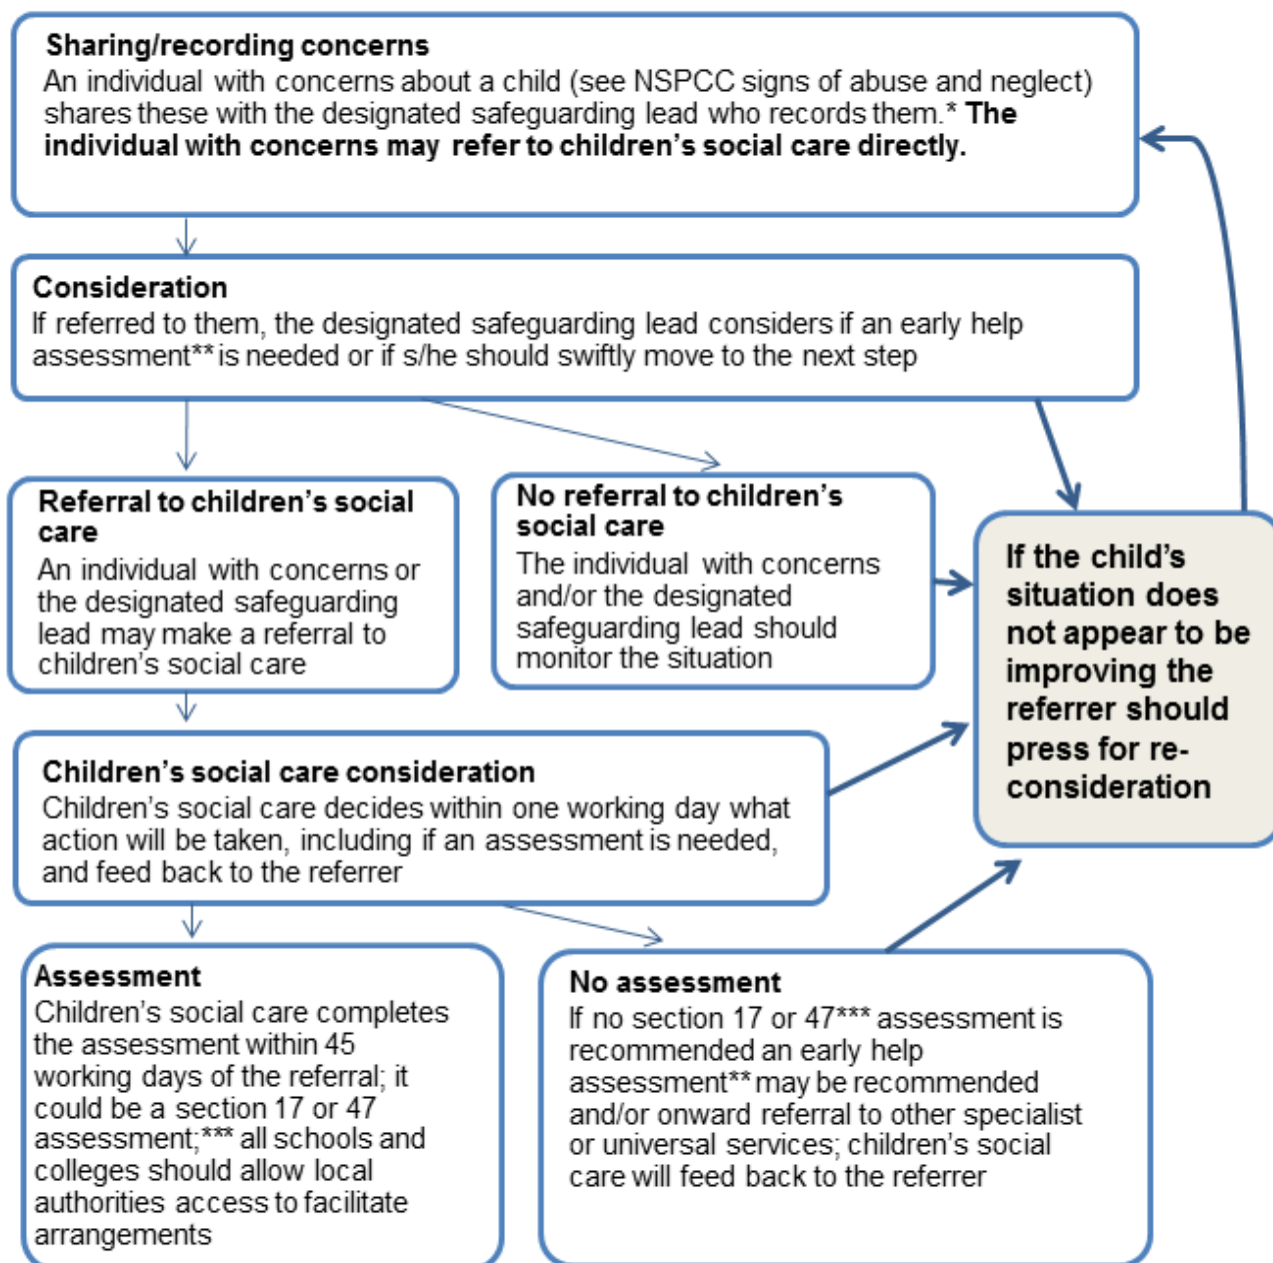 Sharing/recording concerns
An individual with concerns about a child (see NSPCC signs of abuse and neglect)
shares these with the designated safeguarding lead who records them.* The
individual with concerns may refer to children's social care directly.
Consideration
If referred to them, the designated safeguarding lead considers if an early help
assessment** is needed or if s/he should swiftly move to the next step
Referral to children's social
care
An individual with concerns or
the designated safeguarding
lead may make a referral to
children's social care
No referral to children's
social care
The individual with concerns
and/or the designated
safeguarding lead should
monitor the situation
If the child's
situation does
not appear to be
improving the
referrer should
press for re-
consideration
Children's social care consideration
Children's social care decides within one working day what
action will be taken, including if an assessment is needed,
and feed back to the referrer
Assessment
Children's social care completes
the assessment within 45
working days of the referral; it
could be a section 17 or 47
assessment;*** all schools and
colleges should allow local
authorities access to facilitate
arrangements
No assessment
If no section 17 or 47*** assessment is
recommended an early help
assessment** may be recommended
and/or onward referral to other specialist
or universal services; children's social
care will feed back to the referrer